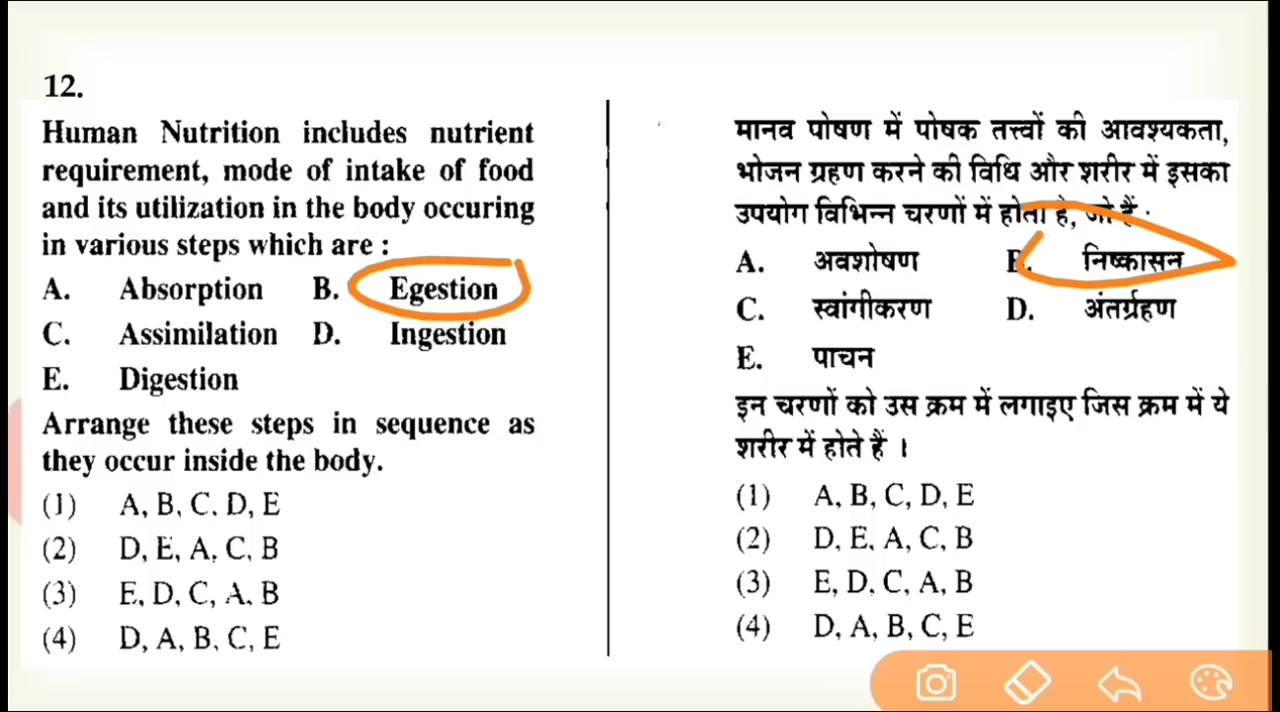 12.
Human Nutrition includes nutrient
requirement, mode of intake of food
and its utilization in the body occuring
in various steps which are :
A. Absorption B. Egestion
C. Assimilation D. Ingestion
E. Digestion
Arrange these steps in sequence as
they occur inside the body.
(1) A, B, C, D, E
(2) D, E, A, C, B
(3) E, D, C, A, B
(4) D, A, B, C, E
मानव पोषण में पोषक तत्त्वों की आवश्यकता,
भोजन ग्रहण करने की विधि और शरीर में इसका
उपयोग विभिन्न चरणों में होता है, जो हैं :
A. अवशोषण B. निष्कासन
C. स्वांगीकरण D. अंतर्ग्रहण
E. पाचन
इन चरणों को उस क्रम में लगाइए जिस क्रम में ये
शरीर में होते हैं ।
(1) A, B, C, D, E
(2) D, E, A, C, B
(3) E, D, C, A, B
(4) D, A, B, C, E